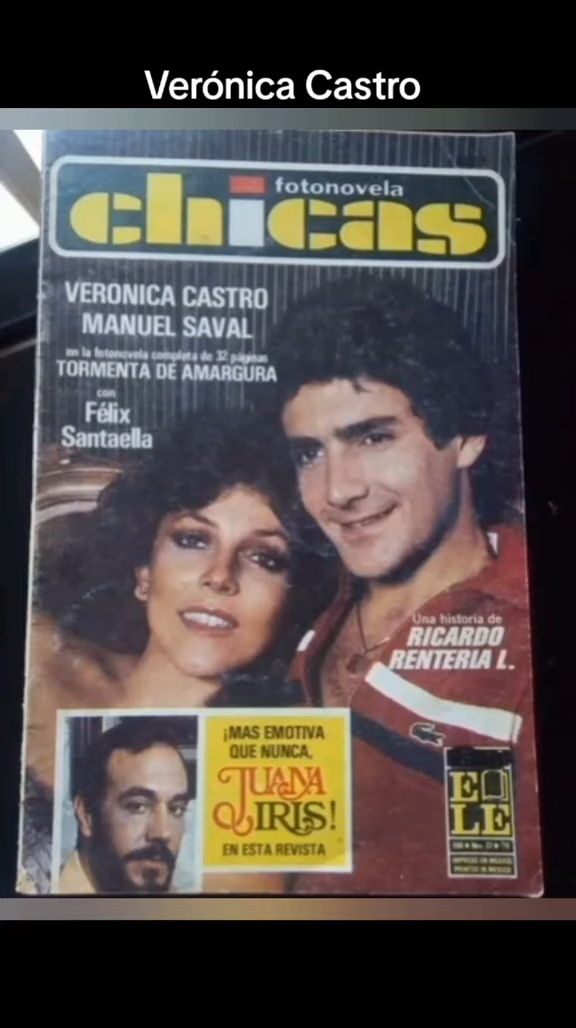 Verónica Castro
fotonovela
chicas
VERONICA CASTRO
MANUEL SAVAL
en la fotonovela completa de 32 páginas
TORMENTA DE AMARGURA
con
Félix
Santaella
Una historia de
RICARDO
RENTERIA L.
¡MAS EMOTIVA
QUE NUNCA,
JUANA
IRIS!
EN ESTA REVISTA
E LE
IMPRESO EN MEXICO
PRINTED IN MEXICO